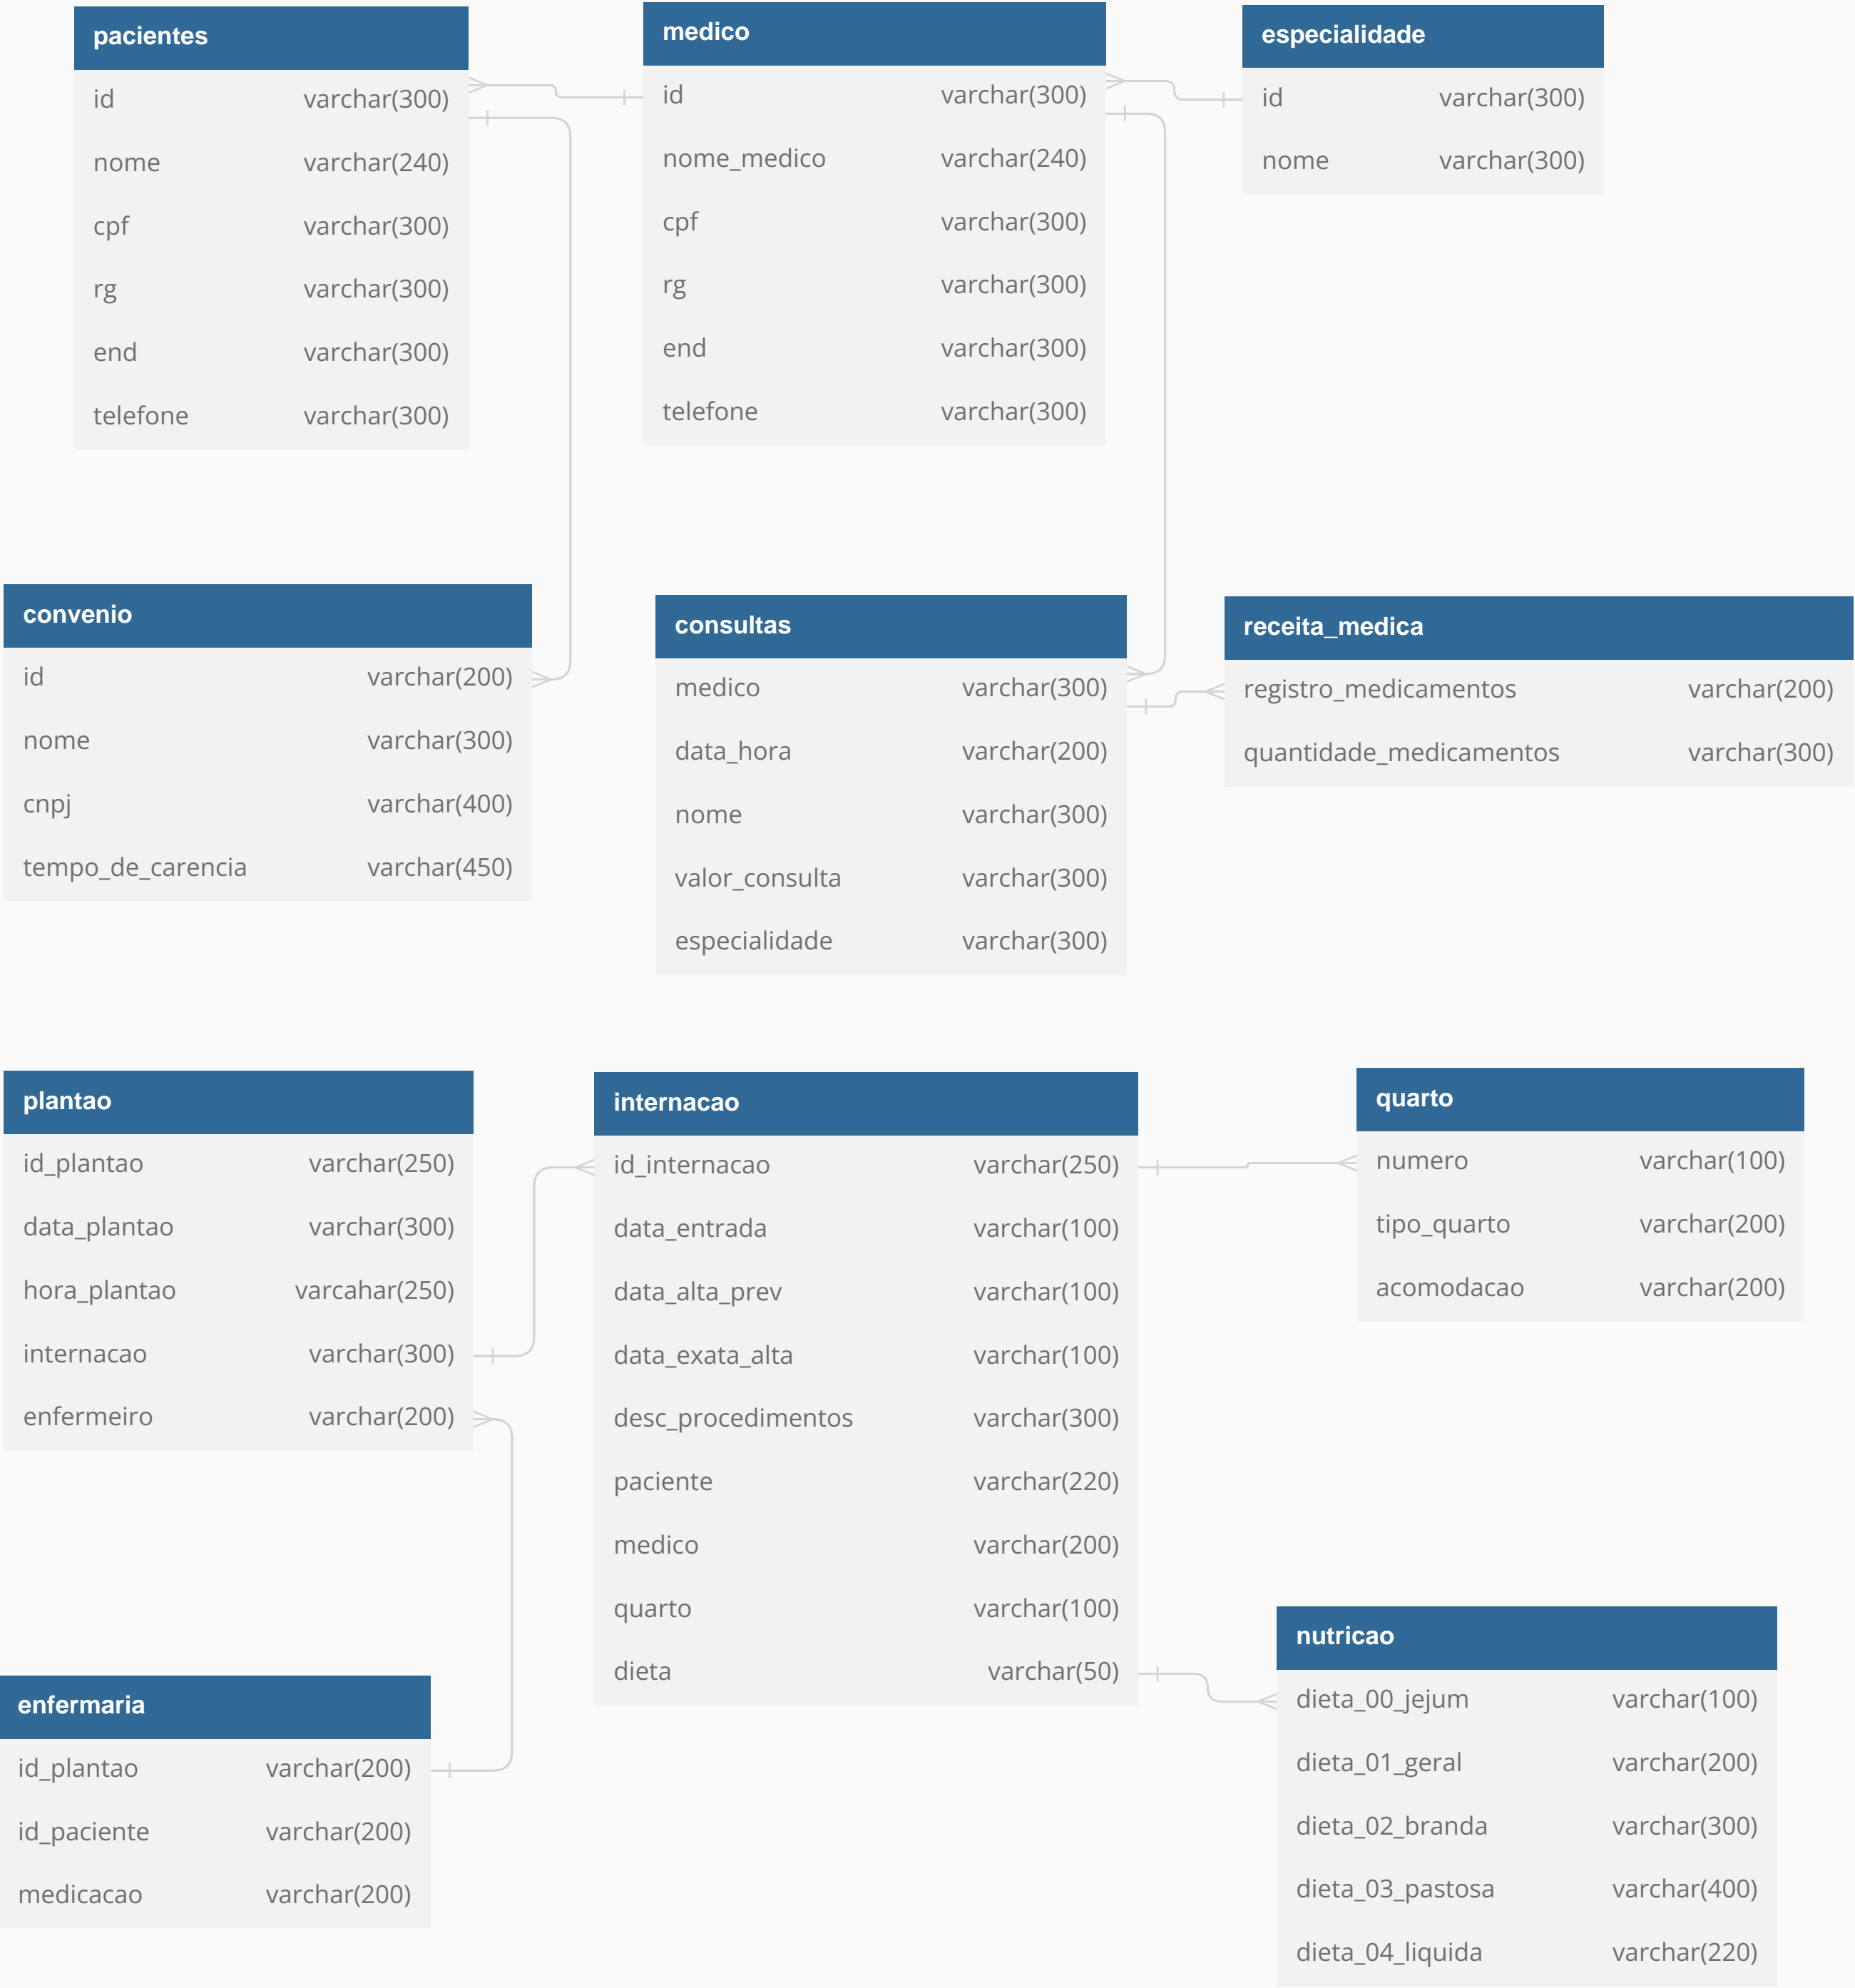 pacientes
id varchar(300)
nome varchar(240)
cpf varchar(300)
rg varchar(300)
end varchar(300)
telefone varchar(300)
medico
id varchar(300)
nome_medico varchar(240)
cpf varchar(300)
rg varchar(300)
end varchar(300)
telefone varchar(300)
especialidade
id varchar(300)
nome varchar(300)
convenio
id varchar(200)
nome varchar(300)
cnpj varchar(400)
tempo_de_carencia varchar(450)
consultas
medico varchar(300)
data_hora varchar(200)
nome varchar(300)
valor_consulta varchar(300)
especialidade varchar(300)
receita_medica
registro_medicamentos varchar(200)
quantidade_medicamentos varchar(300)
plantao
id_plantao varchar(250)
data_plantao varchar(300)
hora_plantao varcahar(250)
internacao varchar(300)
enfermeiro varchar(200)
internacao
id_internacao varchar(250)
data_entrada varchar(100)
data_alta_prev varchar(100)
data_exata_alta varchar(100)
desc_procedimentos varchar(300)
paciente varchar(220)
medico varchar(200)
quarto varchar(100)
dieta varchar(50)
quarto
numero varchar(100)
tipo_quarto varchar(200)
acomodacao varchar(200)
enfermaria
id_plantao varchar(200)
id_paciente varchar(200)
medicacao varchar(200)
nutricao
dieta_00_jejum varchar(100)
dieta_01_geral varchar(200)
dieta_02_branda varchar(300)
dieta_03_pastosa varchar(400)
dieta_04_liquida varchar(220)